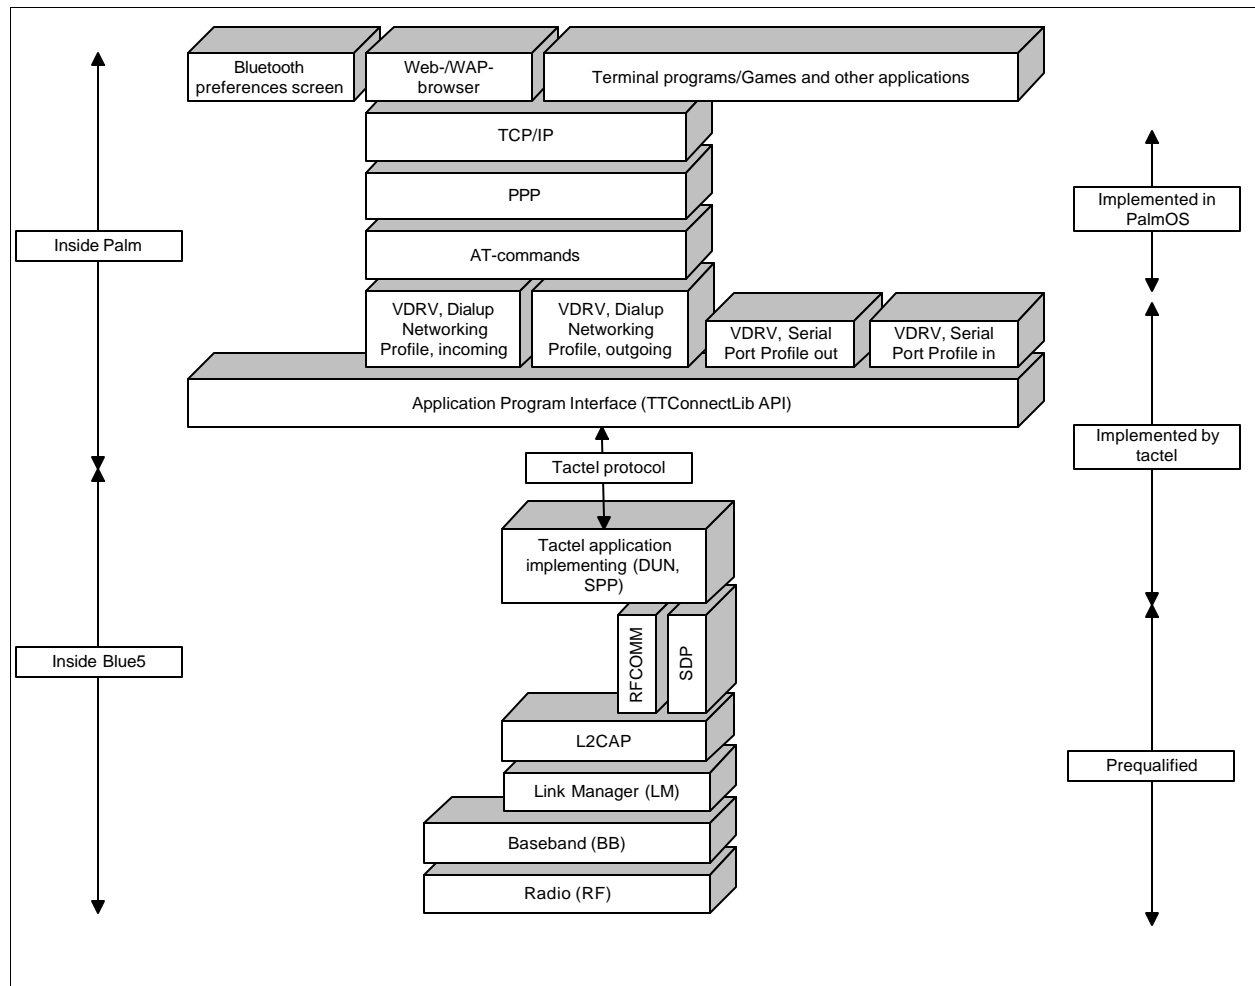 Bluetooth
preferences screen
Web-/WAP-
browser
Terminal programs/Games and other applications
TCP/IP
PPP
AT-commands
VDRV, Dialup
Networking
Profile, incoming
VDRV, Dialup
Networking
Profile, outgoing
VDRV, Serial
Port Profile out
VDRV, Serial
Port Profile in
Application Program Interface (TTConnectLib API)
Tactel protocol
Tactel application
implementing (DUN,
SPP)
RFCOMM
SDP
L2CAP
Link Manager (LM)
Baseband (BB)
Radio (RF)
Inside Palm
Inside Blue5
Implemented in
PalmOS
Implemented by
tactel
Prequalified